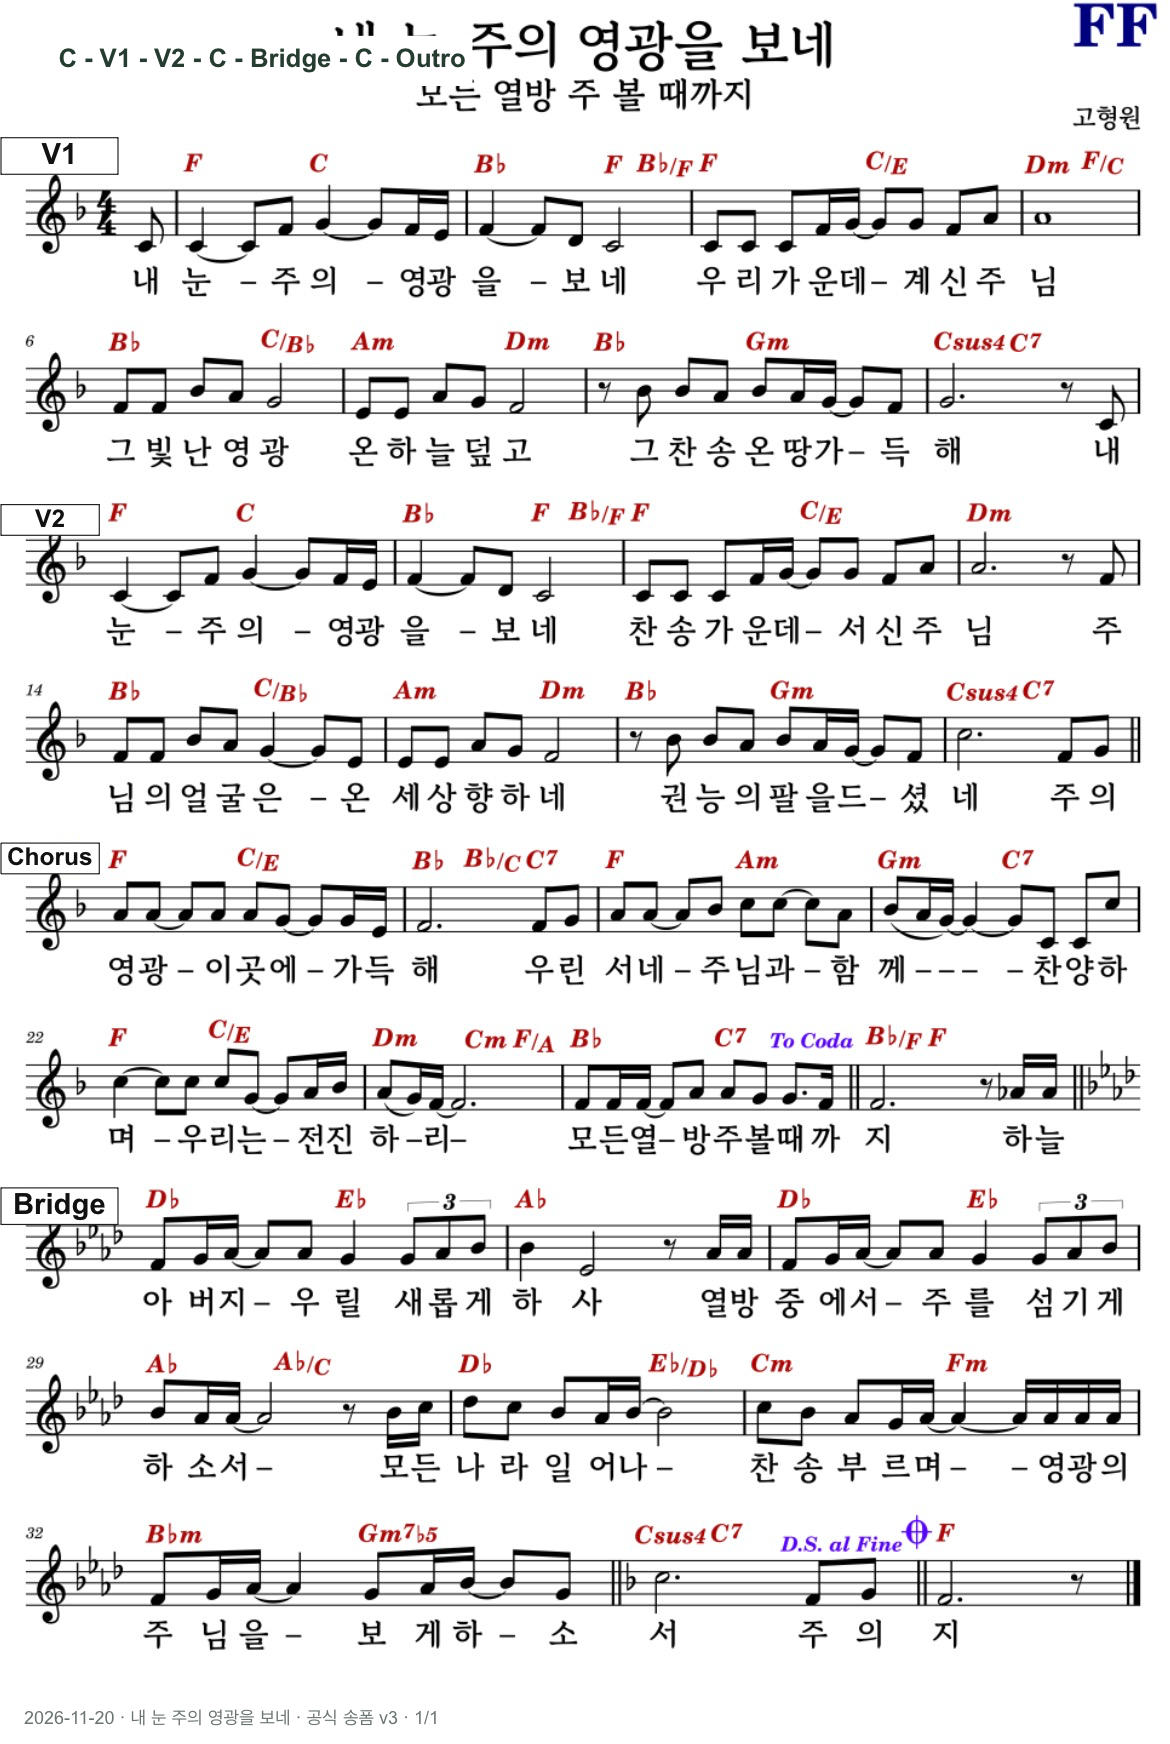 주의 영광을 보네
FF
C - V1 - V2 - C - Bridge - C - Outro
모든 열방 주 볼 때까지
고형원
V1
F C B♭ F B♭/F F C/E Dm F/C
내 눈 – 주 의 – 영광 을 – 보 네 우 리 가 운데– 계 신 주 님
6
B♭ C/B♭ Am Dm B♭ Gm Csus4 C7
그 빛 난 영 광 온 하 늘 덮 고 그 찬 송 온 땅가– 득 해 내
V2
F C B♭ F B♭/F F C/E Dm
눈 – 주 의 – 영광 을 – 보 네 찬 송 가 운데– 서 신 주 님 주
14
B♭ C/B♭ Am Dm B♭ Gm Csus4 C7
님 의 얼 굴 은 – 온 세 상 향 하 네 권 능 의 팔 을드– 셨 네 주 의
Chorus
F C/E B♭ B♭/C C7 F Am Gm C7
영광 – 이곳에 – 가득 해 우린 서네 – 주님과– 함 께 – – – – 찬양하
22
F C/E Dm Cm F/A B♭ C7 To Coda B♭/F F
며 – 우리는– 전진 하 –리– 모든열– 방주볼때 까 지 하늘
Bridge
D♭ E♭ 3 A♭ D♭ E♭ 3
아 버지 – 우 릴 새롭게 하 사 열방 중 에서 – 주 를 섬기게
29
A♭ A♭/C D♭ E♭/D♭ Cm Fm
하 소서 – 모든 나 라 일 어나 – 찬 송 부 르며 – – 영광의
32
B♭m Gm7♭5 Csus4 C7 D.S. al Fine F
주 님을 – 보 게하 – 소 서 주 의 지
2026-11-20 · 내 눈 주의 영광을 보네 · 공식 송폼 v3 · 1/1